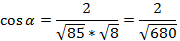 cos α = 2/(√85 * √8) = 2/√680